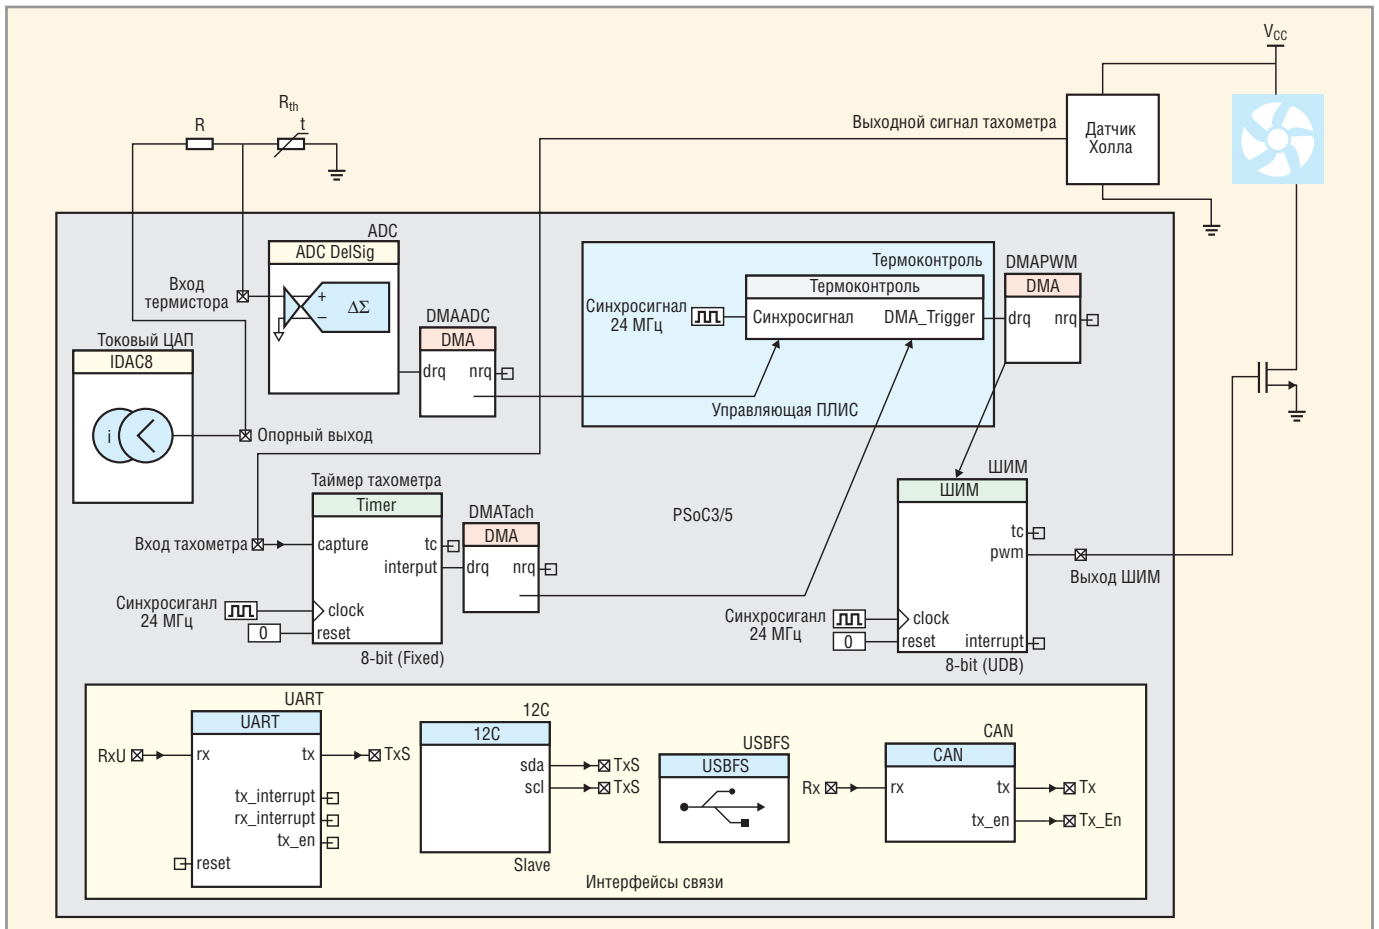 V_CC
R_th
R
t
Выходной сигнал тахометра
Датчик
Холла
ADC
ADC DelSig
ΔΣ
+
–
Вход
термистора
Токовый ЦАП
IDAC8
i
Опорный выход
DMAADC
DMA
drq
nrq
Термоконтроль
Термоконтроль
Синхросигнал
24 МГц
Синхросигнал
DMA_Trigger
Управляющая ПЛИС
DMAPWM
DMA
drq
nrq
Таймер тахометра
Timer
Вход тахометра
capture
tc
interput
Синхросиганл
24 МГц
clock
0
reset
8-bit (Fixed)
DMATach
DMA
drq
nrq
PSoC3/5
ШИМ
ШИМ
tc
pwm
Выход ШИМ
Синхросиганл
24 МГц
clock
0
reset
interrupt
8-bit (UDB)
UART
UART
RxU
rx
tx
TxS
tx_interrupt
rx_interrupt
tx_en
reset
12C
12C
sda
TxS
scl
TxS
Slave
USBFS
USBFS
CAN
CAN
Rx
rx
tx
Tx
tx_en
Tx_En
Интерфейсы связи